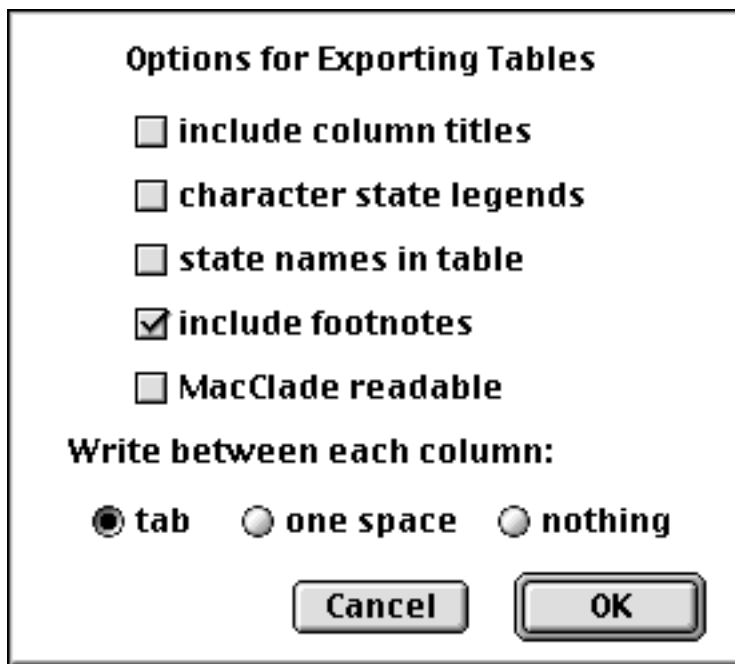 Options for Exporting Tables
include column titles
character state legends
state names in table
include footnotes
MacClade readable
Write between each column:
tab one space nothing
Cancel OK